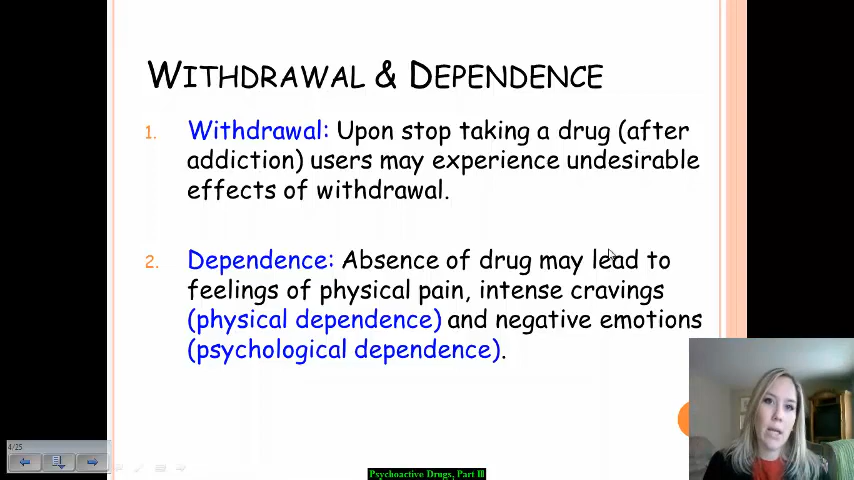 WITHDRAWAL & DEPENDENCE
1. Withdrawal: Upon stop taking a drug (after
addiction) users may experience undesirable
effects of withdrawal.
2. Dependence: Absence of drug may lead to
feelings of physical pain, intense cravings
(physical dependence) and negative emotions
(psychological dependence).
4/25
Psychoactive Drugs, Part II